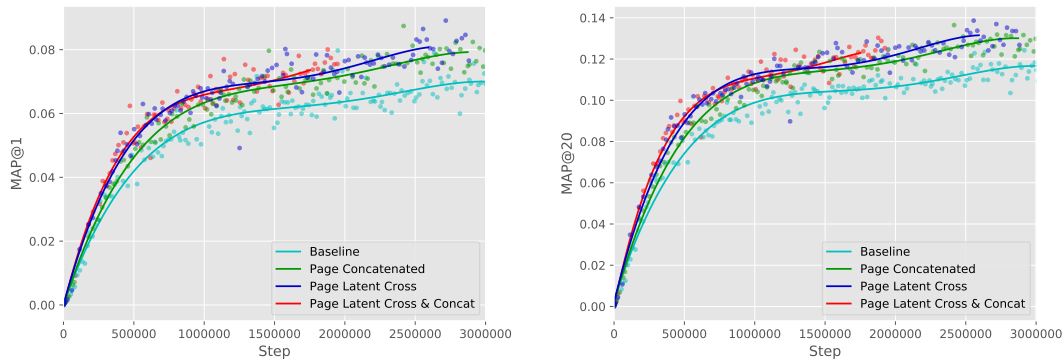 MAP@1
0.08
0.06
0.04
0.02
0.00
0 500000 1000000 1500000 2000000 2500000 3000000
Step
Baseline
Page Concatenated
Page Latent Cross
Page Latent Cross & Concat
MAP@20
0.14
0.12
0.10
0.08
0.06
0.04
0.02
0.00
0 500000 1000000 1500000 2000000 2500000 3000000
Step
Baseline
Page Concatenated
Page Latent Cross
Page Latent Cross & Concat